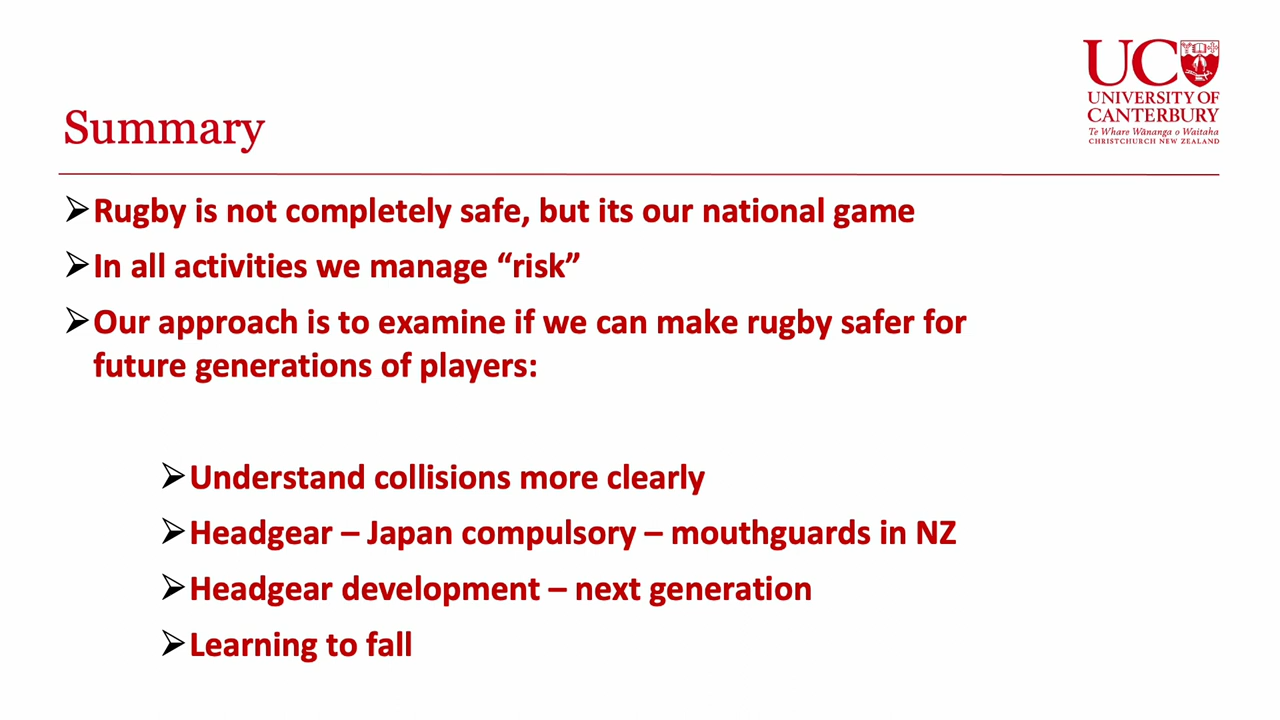 UC
UNIVERSITY OF
CANTERBURY
Te Whare Wānanga o Waitaha
CHRISTCHURCH NEW ZEALAND
Summary
Rugby is not completely safe, but its our national game
In all activities we manage “risk”
Our approach is to examine if we can make rugby safer for
future generations of players:
Understand collisions more clearly
Headgear – Japan compulsory – mouthguards in NZ
Headgear development – next generation
Learning to fall